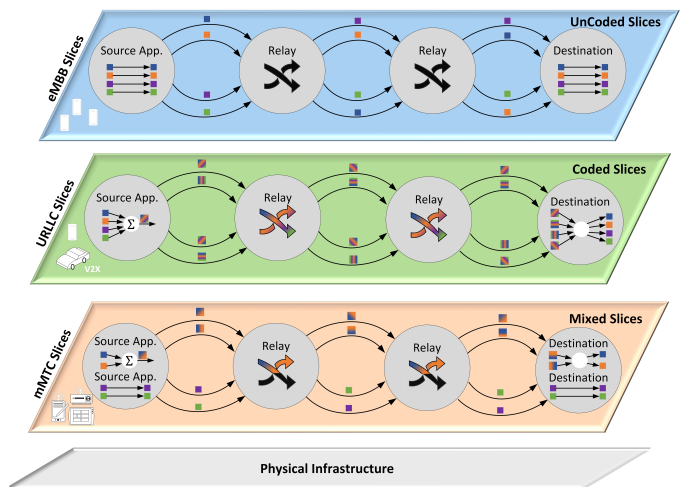 UnCoded Slices
eMBB Slices
Source App.
Relay
Relay
Destination
Coded Slices
URLLC Slices
Source App.
Relay
Relay
Destination
Σ
V2X
Mixed Slices
mMTC Slices
Source App.
Relay
Relay
Destination
Σ
Source App.
Destination
Physical Infrastructure